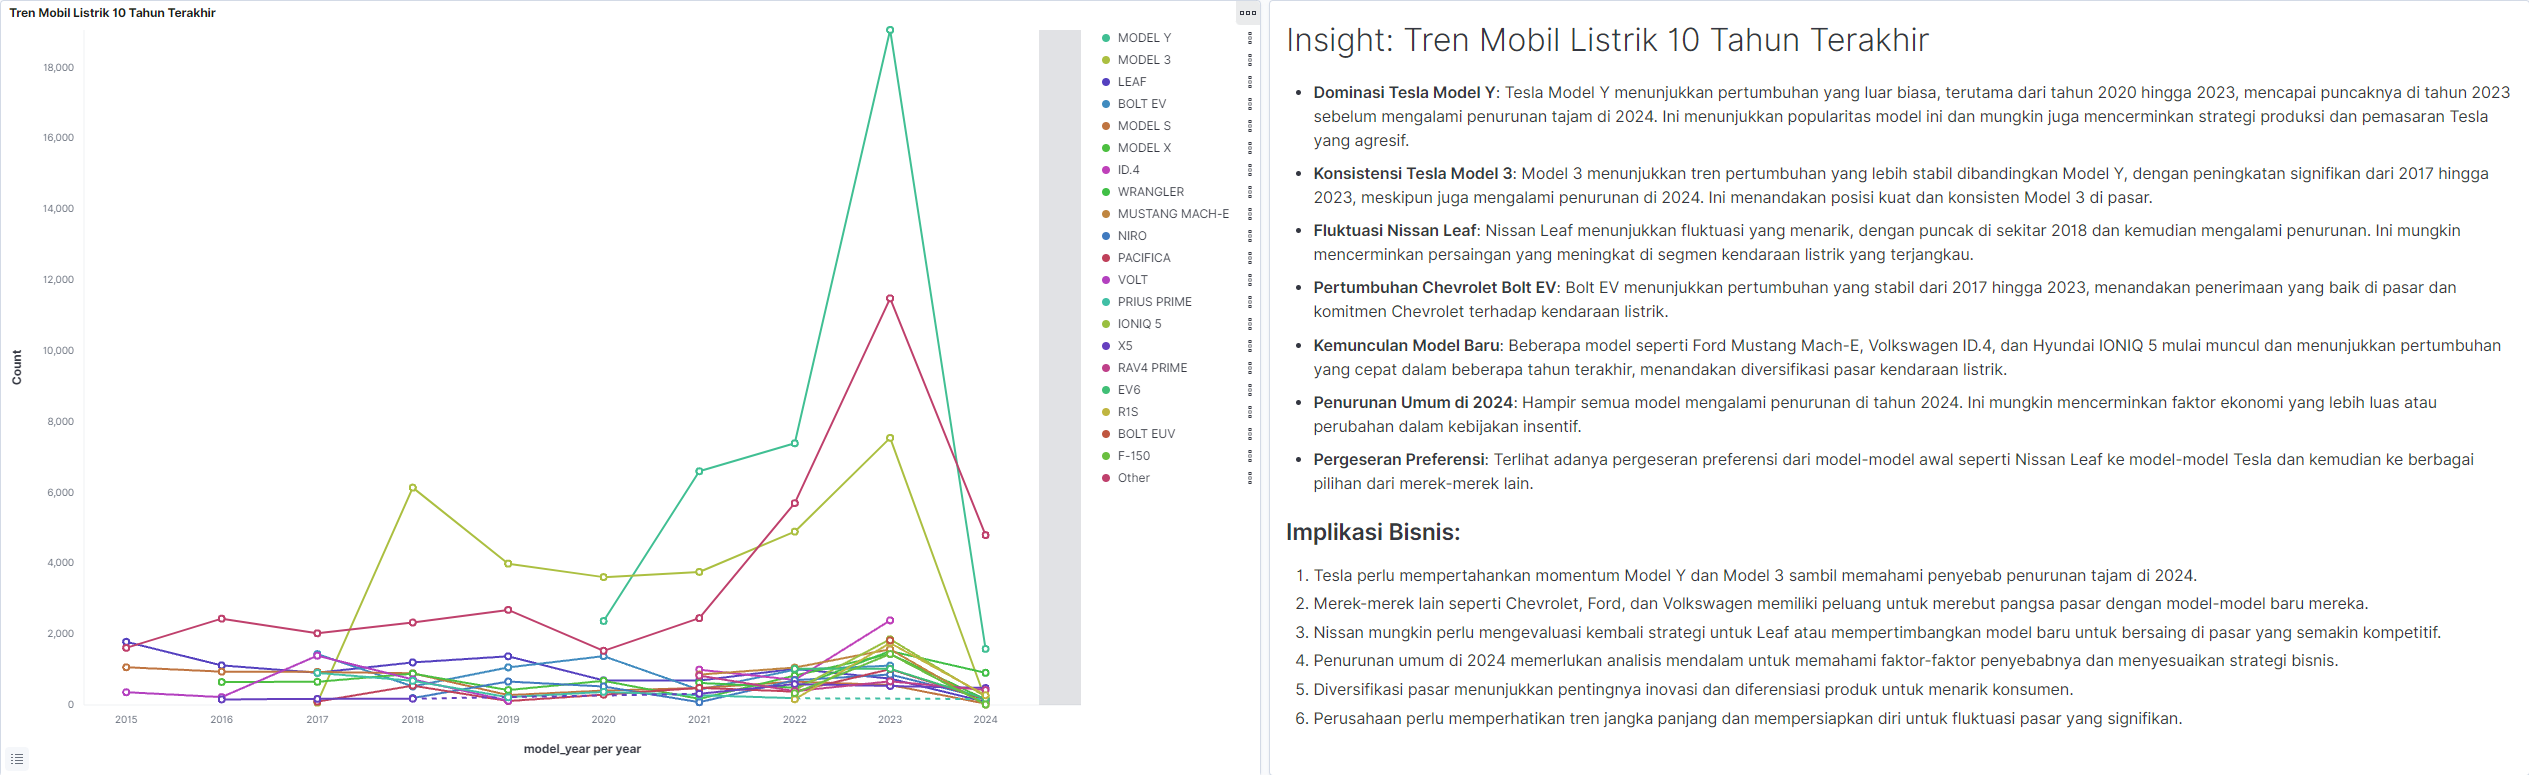 Tren Mobil Listrik 10 Tahun Terakhir
18,000
16,000
14,000
12,000
10,000
8,000
6,000
4,000
2,000
0
Count
2015 2016 2017 2018 2019 2020 2021 2022 2023 2024
model_year per year
MODEL Y
MODEL 3
LEAF
BOLT EV
MODEL S
MODEL X
ID.4
WRANGLER
MUSTANG MACH-E
NIRO
PACIFICA
VOLT
PRIUS PRIME
IONIQ 5
X5
RAV4 PRIME
EV6
R1S
BOLT EUV
F-150
Other
Insight: Tren Mobil Listrik 10 Tahun Terakhir
• Dominasi Tesla Model Y: Tesla Model Y menunjukkan pertumbuhan yang luar biasa, terutama dari tahun 2020 hingga 2023, mencapai puncaknya di tahun 2023
sebelum mengalami penurunan tajam di 2024. Ini menunjukkan popularitas model ini dan mungkin juga mencerminkan strategi produksi dan pemasaran Tesla
yang agresif.
• Konsistensi Tesla Model 3: Model 3 menunjukkan tren pertumbuhan yang lebih stabil dibandingkan Model Y, dengan peningkatan signifikan dari 2017 hingga
2023, meskipun juga mengalami penurunan di 2024. Ini menandakan posisi kuat dan konsisten Model 3 di pasar.
• Fluktuasi Nissan Leaf: Nissan Leaf menunjukkan fluktuasi yang menarik, dengan puncak di sekitar 2018 dan kemudian mengalami penurunan. Ini mungkin
mencerminkan persaingan yang meningkat di segmen kendaraan listrik yang terjangkau.
• Pertumbuhan Chevrolet Bolt EV: Bolt EV menunjukkan pertumbuhan yang stabil dari 2017 hingga 2023, menandakan penerimaan yang baik di pasar dan
komitmen Chevrolet terhadap kendaraan listrik.
• Kemunculan Model Baru: Beberapa model seperti Ford Mustang Mach-E, Volkswagen ID.4, dan Hyundai IONIQ 5 mulai muncul dan menunjukkan pertumbuhan
yang cepat dalam beberapa tahun terakhir, menandakan diversifikasi pasar kendaraan listrik.
• Penurunan Umum di 2024: Hampir semua model mengalami penurunan di tahun 2024. Ini mungkin mencerminkan faktor ekonomi yang lebih luas atau
perubahan dalam kebijakan insentif.
• Pergeseran Preferensi: Terlihat adanya pergeseran preferensi dari model-model awal seperti Nissan Leaf ke model-model Tesla dan kemudian ke berbagai
pilihan dari merek-merek lain.
Implikasi Bisnis:
1. Tesla perlu mempertahankan momentum Model Y dan Model 3 sambil memahami penyebab penurunan tajam di 2024.
2. Merek-merek lain seperti Chevrolet, Ford, dan Volkswagen memiliki peluang untuk merebut pangsa pasar dengan model-model baru mereka.
3. Nissan mungkin perlu mengevaluasi kembali strategi untuk Leaf atau mempertimbangkan model baru untuk bersaing di pasar yang semakin kompetitif.
4. Penurunan umum di 2024 memerlukan analisis mendalam untuk memahami faktor-faktor penyebabnya dan menyesuaikan strategi bisnis.
5. Diversifikasi pasar menunjukkan pentingnya inovasi dan diferensiasi produk untuk menarik konsumen.
6. Perusahaan perlu memperhatikan tren jangka panjang dan mempersiapkan diri untuk fluktuasi pasar yang signifikan.